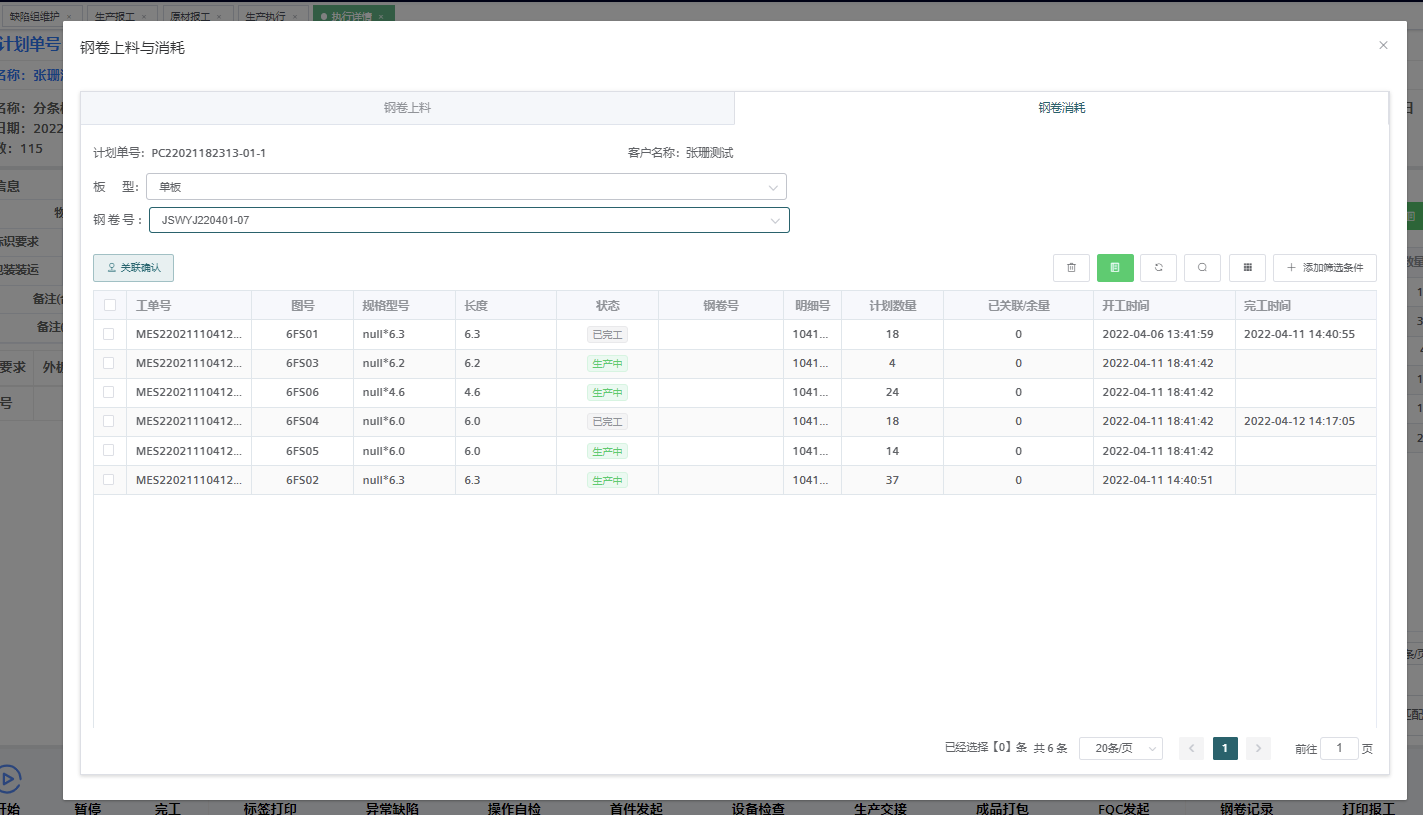 缺陷组维护 × 生产报工 × 原材报工 × 生产执行 × 执行详情 ×
计划单号
名称：张珊
名称：分条
日期：2022
数：115
信息
标识要求
包装装运
备注
备注
要求 外
号
钢卷上料与消耗 ×
钢卷上料 钢卷消耗
计划单号：PC22021182313-01-1 客户名称：张珊测试
板 型： 单板
钢卷号： JSWYJ220401-07
关联确认 添加筛选条件
工单号 图号 规格型号 长度 状态 钢卷号 明细号 计划数量 已关联/余量 开工时间 完工时间
MES22021110412... 6FS01 null*6.3 6.3 已完工 1041... 18 0 2022-04-06 13:41:59 2022-04-11 14:40:55
MES22021110412... 6FS03 null*6.2 6.2 生产中 1041... 4 0 2022-04-11 18:41:42
MES22021110412... 6FS06 null*4.6 4.6 生产中 1041... 24 0 2022-04-11 18:41:42
MES22021110412... 6FS04 null*6.0 6.0 已完工 1041... 18 0 2022-04-11 18:41:42 2022-04-12 14:17:05
MES22021110412... 6FS05 null*6.0 6.0 生产中 1041... 14 0 2022-04-11 18:41:42
MES22021110412... 6FS02 null*6.3 6.3 生产中 1041... 37 0 2022-04-11 14:40:51
已经选择【0】条 共 6 条 20条/页 1 前往 1 页
开始 暂停 完工 标签打印 异常缺陷 操作自检 首件发起 设备检查 生产交接 成品打包 FQC发起 钢卷记录 打印报工